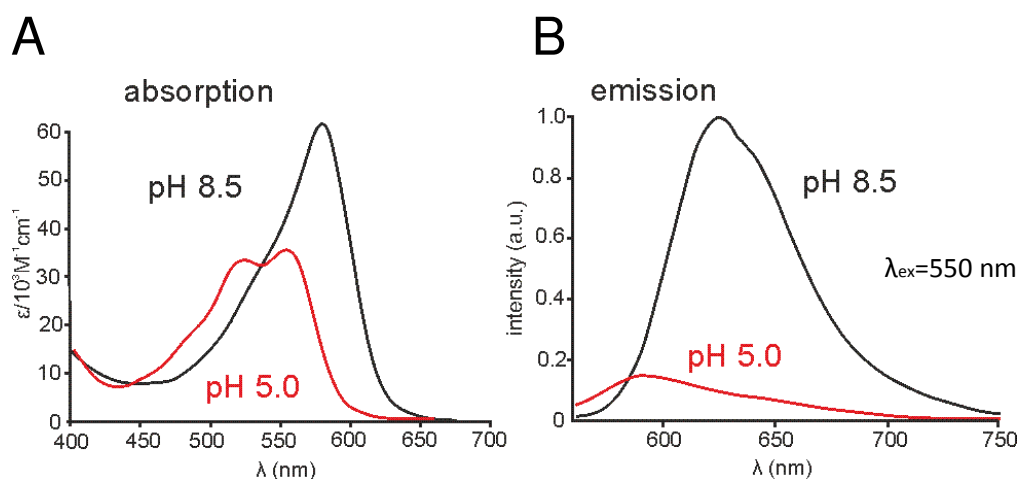 A
absorption
60
50
40
30
20
10
0
ε/10³M⁻¹cm⁻¹
pH 8.5
pH 5.0
400
450
500
550
600
650
700
λ (nm)
B
emission
1.0
0.8
0.6
0.4
0.2
0
intensity (a.u.)
pH 8.5
λex=550 nm
pH 5.0
600
650
700
750
λ (nm)